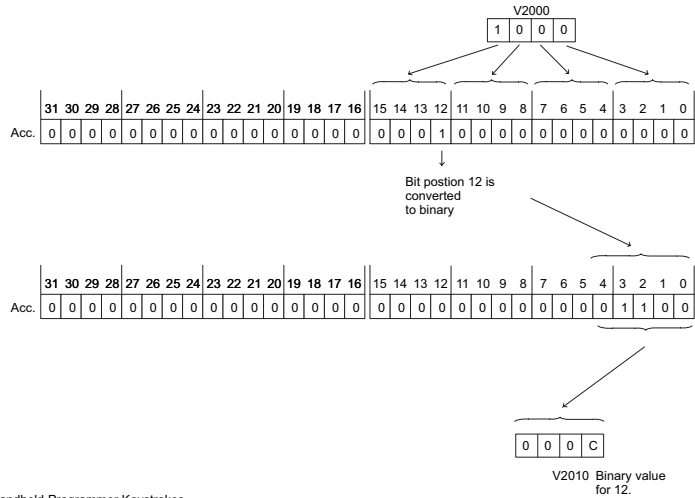 V2000
1 0 0 0
31 30 29 28 27 26 25 24 23 22 21 20 19 18 17 16 15 14 13 12 11 10 9 8 7 6 5 4 3 2 1 0
Acc. 0 0 0 0 0 0 0 0 0 0 0 0 0 0 0 0 0 0 0 1 0 0 0 0 0 0 0 0 0 0 0 0
Bit postion 12 is
converted
to binary
31 30 29 28 27 26 25 24 23 22 21 20 19 18 17 16 15 14 13 12 11 10 9 8 7 6 5 4 3 2 1 0
Acc. 0 0 0 0 0 0 0 0 0 0 0 0 0 0 0 0 0 0 0 0 0 0 0 0 0 0 0 0 1 1 0 0
0 0 0 C
V2010 Binary value
for 12.